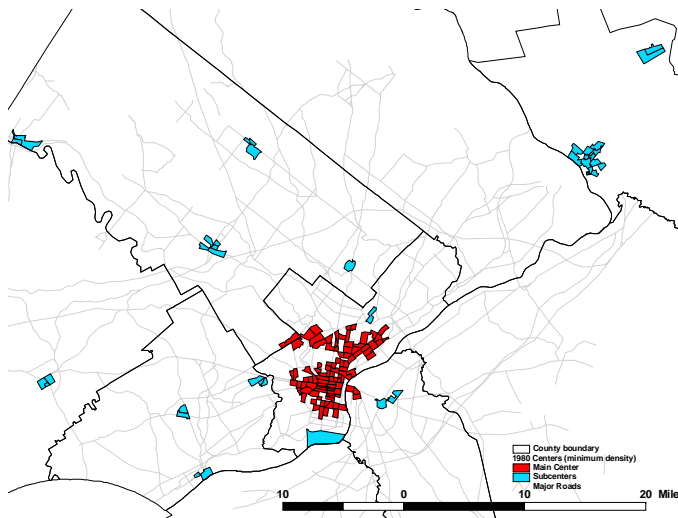 County boundary
1980 Centers (minimum density)
Main Center
Subcenters
Major Roads
10 0 10 20 Mile